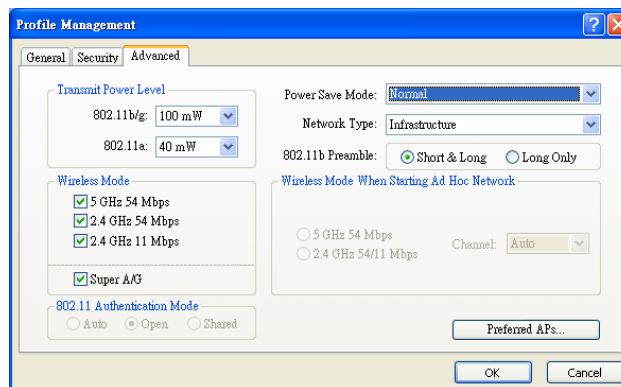 Profile Management
General Security Advanced
Transmit Power Level
802.11b/g: 100 mW
802.11a: 40 mW
Power Save Mode: Normal
Network Type: Infrastructure
802.11b Preamble: Short & Long Long Only
Wireless Mode
5 GHz 54 Mbps
2.4 GHz 54 Mbps
2.4 GHz 11 Mbps
Super A/G
Wireless Mode When Starting Ad Hoc Network
5 GHz 54 Mbps
2.4 GHz 54/11 Mbps
Channel: Auto
802.11 Authentication Mode
Auto Open Shared
Preferred APs...
OK Cancel